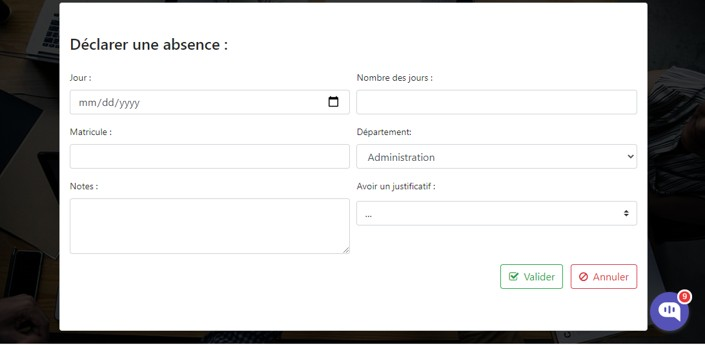 Déclarer une absence :
Jour : Nombre des jours :
mm/dd/yyyy
Matricule : Département:
Administration
Notes : Avoir un justificatif :
...
Valider Annuler
9